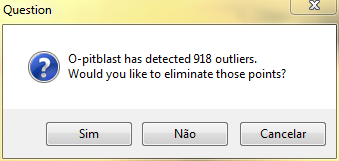 Question
O-pitblast has detected 918 outliers.
Would you like to eliminate those points?
Sim
Não
Cancelar